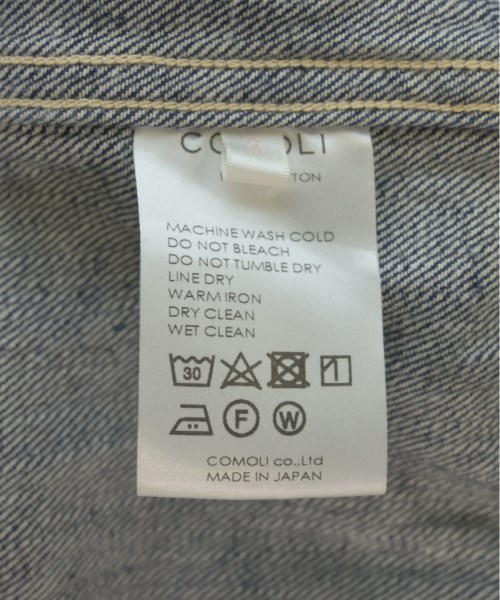 COMOLI
MACHINE WASH COLD
DO NOT BLEACH
DO NOT TUMBLE DRY
LINE DRY
WARM IRON
DRY CLEAN
WET CLEAN
30
F W
COMOLI co.,Ltd
MADE IN JAPAN